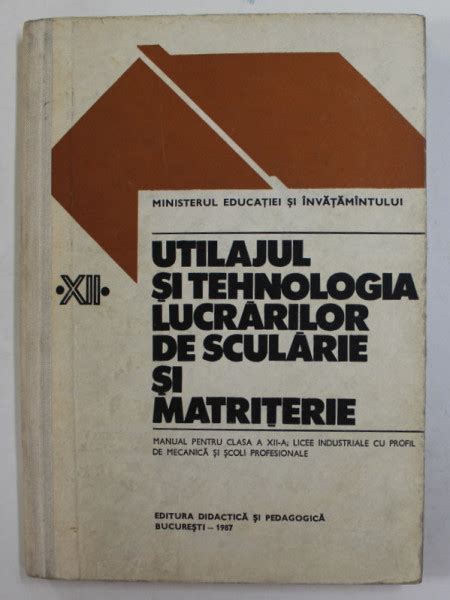 MINISTERUL EDUCAȚIEI ȘI ÎNVĂȚĂMÎNTULUI
·XII·
UTILAJUL
ȘI TEHNOLOGIA
LUCRĂRILOR
DE SCULĂRIE
ȘI
MATRIȚERIE
MANUAL PENTRU CLASA A XII-A; LICEE INDUSTRIALE CU PROFIL
DE MECANICĂ ȘI ȘCOLI PROFESIONALE
EDITURA DIDACTICĂ ȘI PEDAGOGICĂ
BUCUREȘTI – 1987